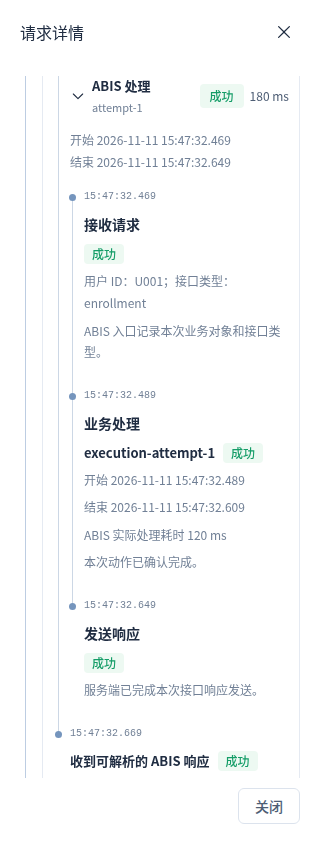 请求详情
ABIS 处理
成功 180 ms
attempt-1
开始 2026-11-11 15:47:32.469
结束 2026-11-11 15:47:32.649
15:47:32.469
接收请求
成功
用户 ID：U001；接口类型：
enrollment
ABIS 入口记录本次业务对象和接口类
型。
15:47:32.489
业务处理
execution-attempt-1 成功
开始 2026-11-11 15:47:32.489
结束 2026-11-11 15:47:32.609
ABIS 实际处理耗时 120 ms
本次动作已确认完成。
15:47:32.649
发送响应
成功
服务端已完成本次接口响应发送。
15:47:32.669
收到可解析的 ABIS 响应 成功
关闭